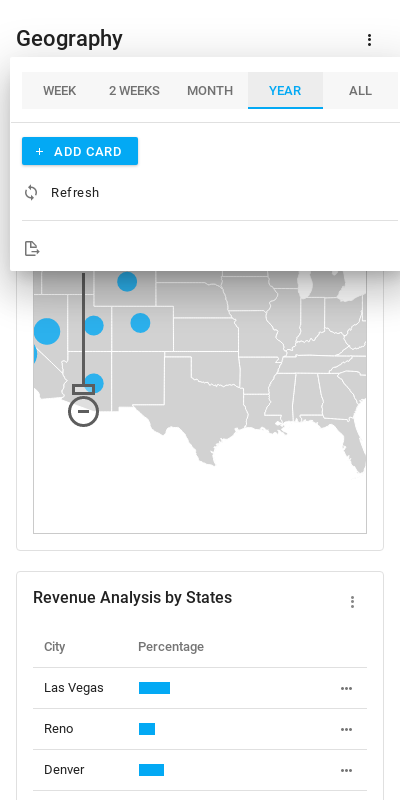 Geography
WEEK 2 WEEKS MONTH YEAR ALL
+ ADD CARD
Refresh
Revenue Analysis by States
City Percentage
Las Vegas
Reno
Denver